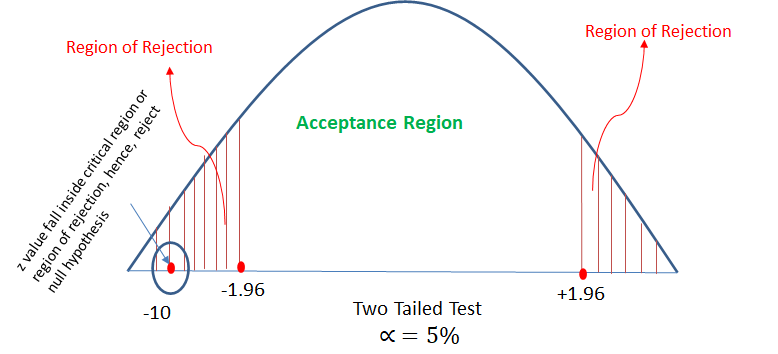 Region of Rejection
Region of Rejection
Acceptance Region
z value fall inside critical region or
region of rejection, hence, reject
null hypothesis
-10
-1.96
+1.96
Two Tailed Test
∝ = 5%